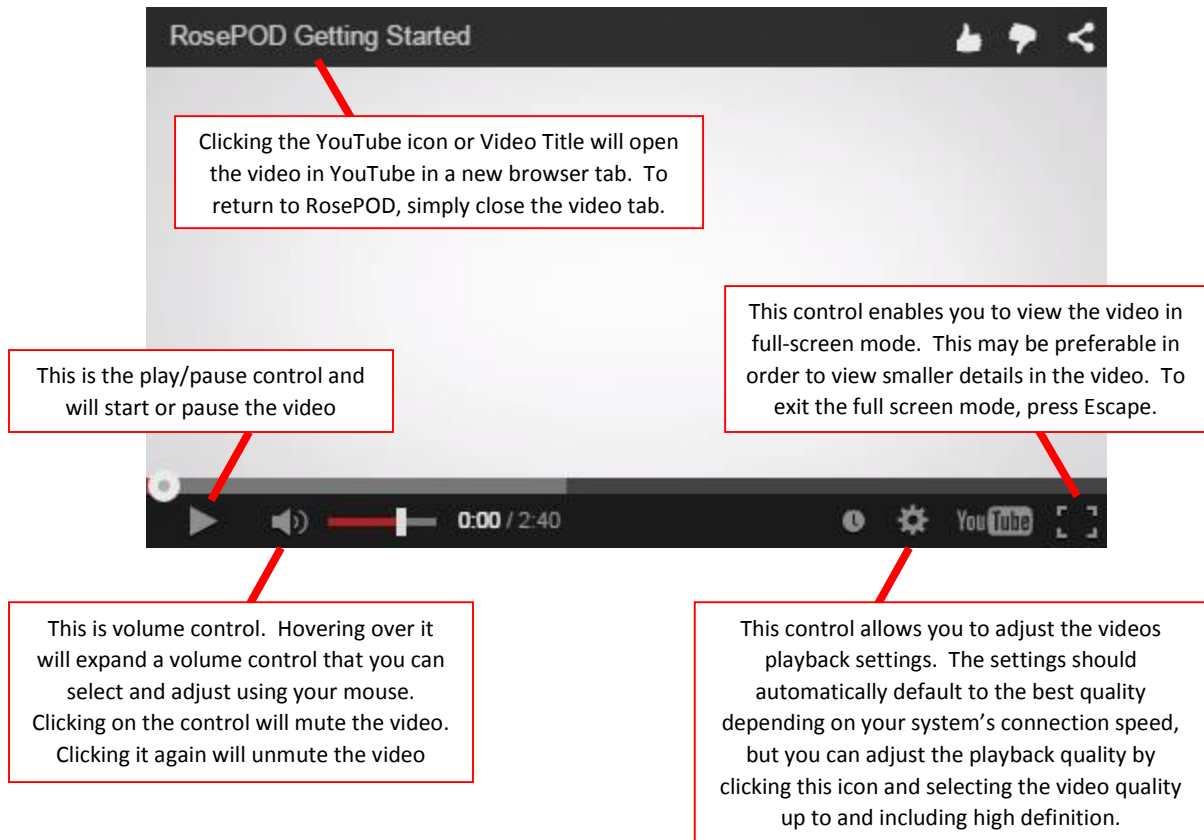 RosePOD Getting Started
Clicking the YouTube icon or Video Title will open
the video in YouTube in a new browser tab. To
return to RosePOD, simply close the video tab.
This control enables you to view the video in
full-screen mode. This may be preferable in
order to view smaller details in the video. To
exit the full screen mode, press Escape.
This is the play/pause control and
will start or pause the video
0:00 / 2:40
YouTube
This is volume control. Hovering over it
will expand a volume control that you can
select and adjust using your mouse.
Clicking on the control will mute the video.
Clicking it again will unmute the video
This control allows you to adjust the videos
playback settings. The settings should
automatically default to the best quality
depending on your system’s connection speed,
but you can adjust the playback quality by
clicking this icon and selecting the video quality
up to and including high definition.